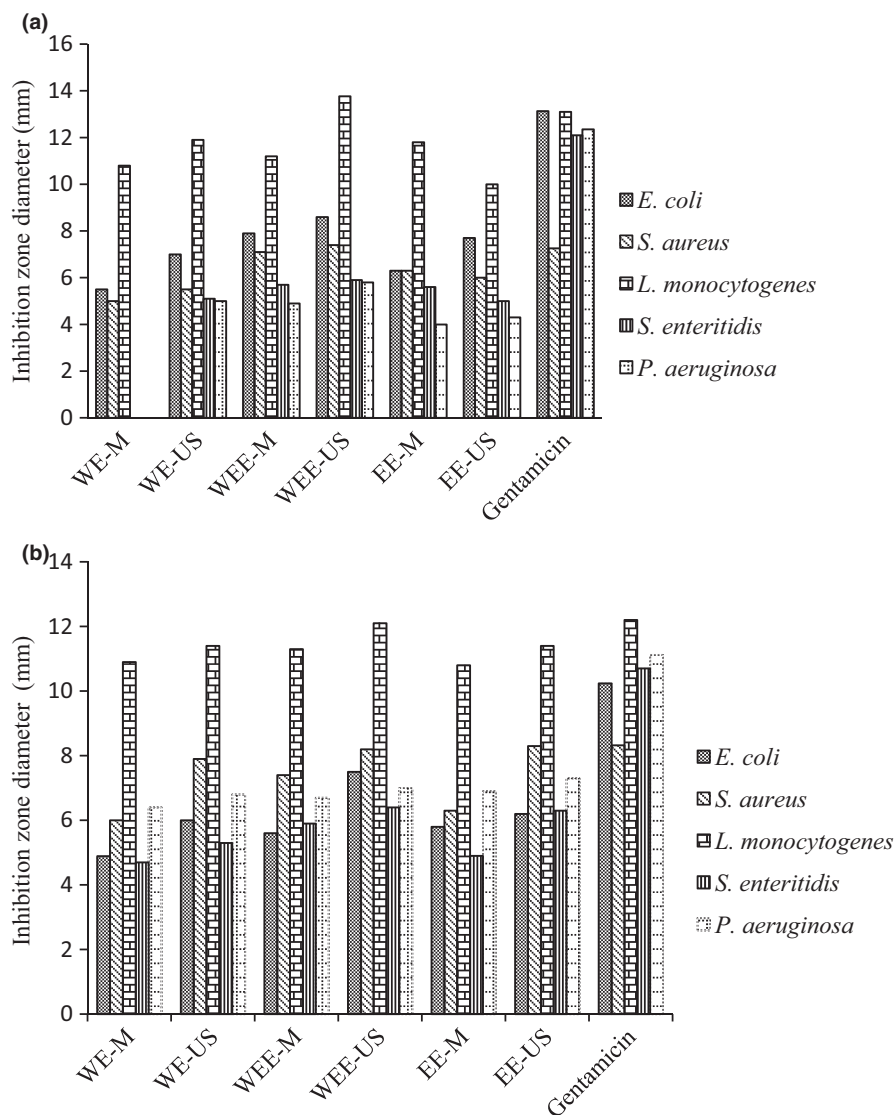 (a)
Inhibition zone diameter (mm)
16
14
12
10
8
6
4
2
0
WE-M
WE-US
WEE-M
WEE-US
EE-M
EE-US
Gentamicin
E. coli
S. aureus
L. monocytogenes
S. enteritidis
P. aeruginosa
(b)
Inhibition zone diameter (mm)
14
12
10
8
6
4
2
0
WE-M
WE-US
WEE-M
WEE-US
EE-M
EE-US
Gentamicin
E. coli
S. aureus
L. monocytogenes
S. enteritidis
P. aeruginosa